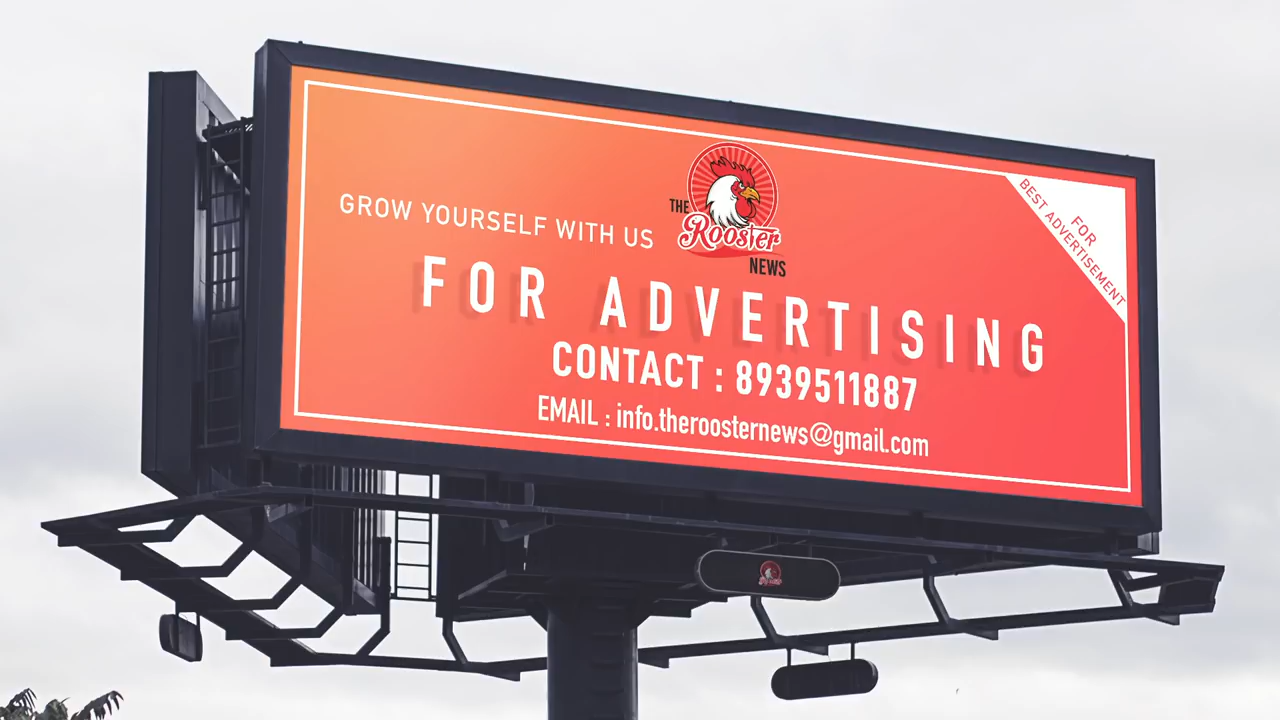 GROW YOURSELF WITH US
THE
Rooster
NEWS
FOR
BEST ADVERTISEMENT
FOR ADVERTISING
CONTACT : 8939511887
EMAIL : info.theroosternews@gmail.com